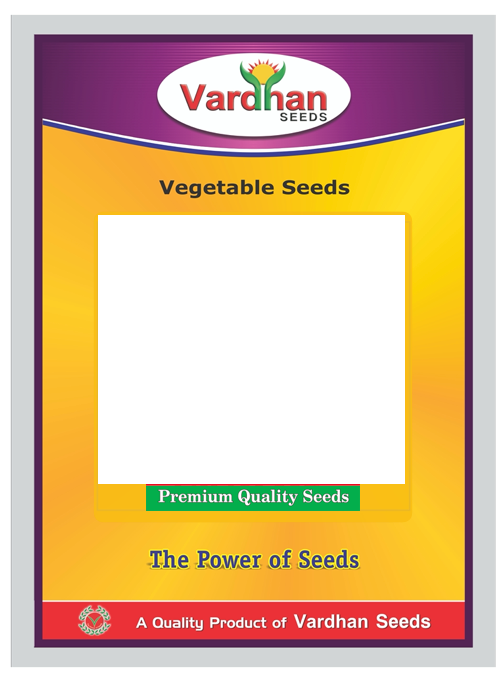 Vardhan
SEEDS
Vegetable Seeds
Premium Quality Seeds
The Power of Seeds
A Quality Product of Vardhan Seeds